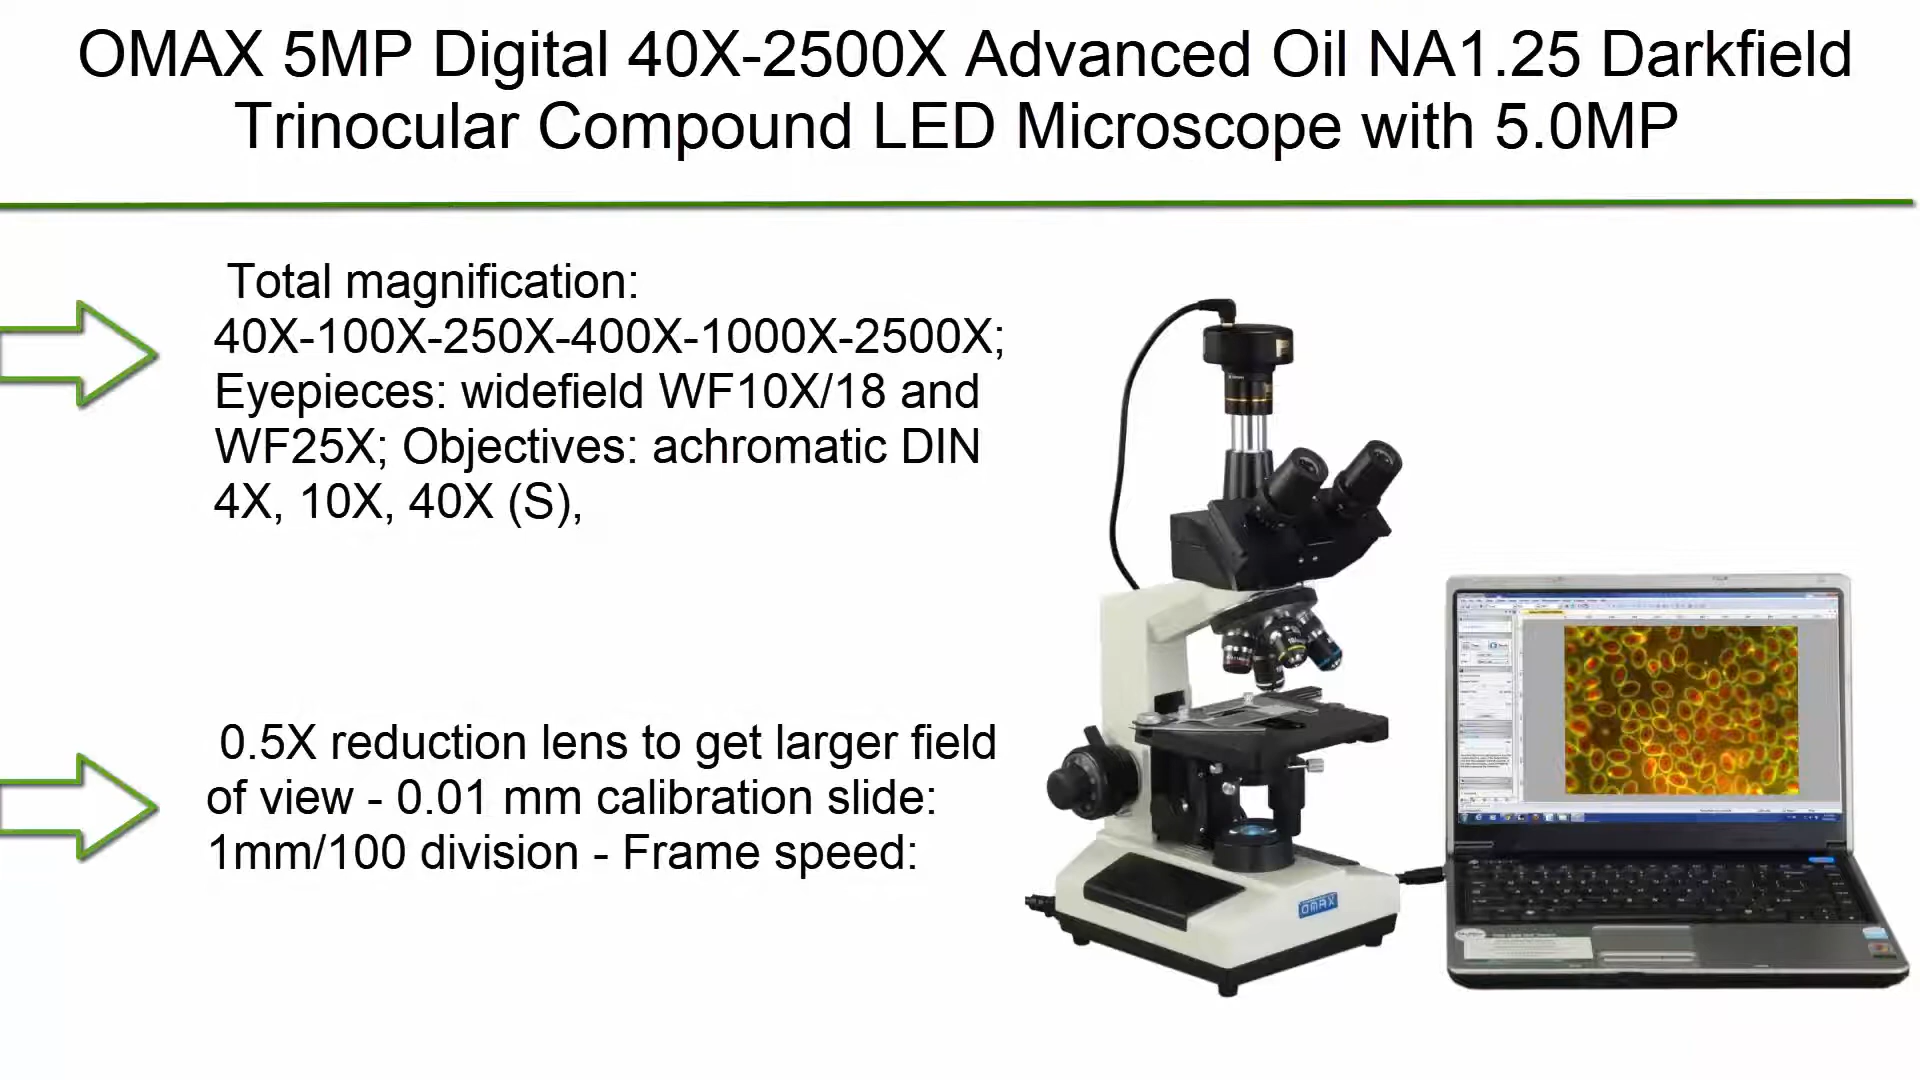 OMAX 5MP Digital 40X-2500X Advanced Oil NA1.25 Darkfield
Trinocular Compound LED Microscope with 5.0MP
Total magnification:
40X-100X-250X-400X-1000X-2500X;
Eyepieces: widefield WF10X/18 and
WF25X; Objectives: achromatic DIN
4X, 10X, 40X (S),
0.5X reduction lens to get larger field
of view - 0.01 mm calibration slide:
1mm/100 division - Frame speed:
OMAX